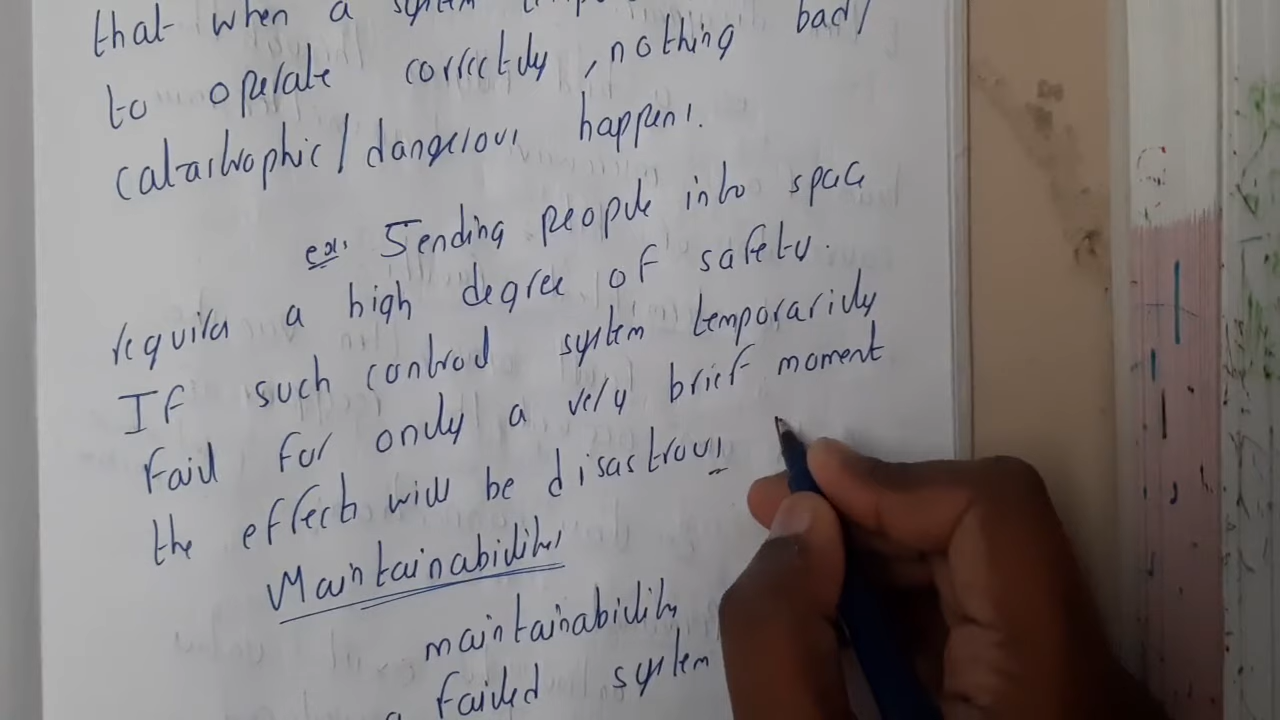 that when a system
to operate correctly, nothing bad/
catastrophic/dangerous happens.
ex: Sending people into space
requires a high degree of safety.
If such control system temporarily
Fail for only a very brief moment
the effects will be disastrous
Maintainability
maintainability
a failed system